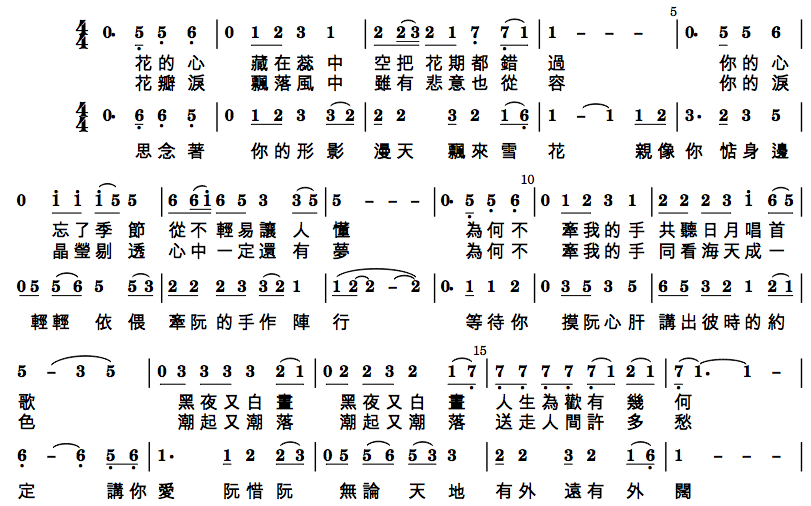 4/4 0. 5 5 6 | 0 1 2 3 1 | 2 2 3 2 1 7 7 1 | 1 - - - | 5 0. 5 5 6
花的心 藏在蕊中 空把花期都錯過 你的心
花瓣淚 飄落風中 雖有悲意也從容 你的淚
4/4 0. 6 6 5 | 0 1 2 3 3 2 | 2 2 3 2 1 6 | 1 - 1 1 2 | 3. 2 3 5
思念著 你的形影 漫天飄來雪花 親像你惦身邊
0 1 1 1 5 5 | 6 6 1 6 5 3 3 5 | 5 - - - | 0. 5 5 6 | 10 0 1 2 3 1 | 2 2 2 3 1 6 5
忘了季節 從不輕易讓人懂 為何不 牽我的手 共聽日月唱首
晶瑩剔透 心中一定還有夢 為何不 牽我的手 同看海天成一
0 5 5 6 5 5 3 | 2 2 2 3 3 2 1 | 1 2 2 - 2 | 0. 1 1 2 | 0 3 5 3 5 | 6 5 3 2 1 2 1
輕輕依偎 牽阮的手作陣行 等待你 摸阮心肝 講出彼時的約
5 - 3 5 | 0 3 3 3 3 2 1 | 0 2 2 2 3 2 1 7 | 15 7 7 7 7 7 1 2 1 | 7 1. 1 -
歌 黑夜又白晝 黑夜又白晝 人生為歡有幾何
色 潮起又潮落 潮起又潮落 送走人間許多愁
6 - 6 5 6 | 1. 1 2 2 3 | 0 5 5 6 5 3 3 | 2 2 3 2 1 6 | 1 - - -
定 講你愛 阮惜阮 無論天地 有外遠有外闊